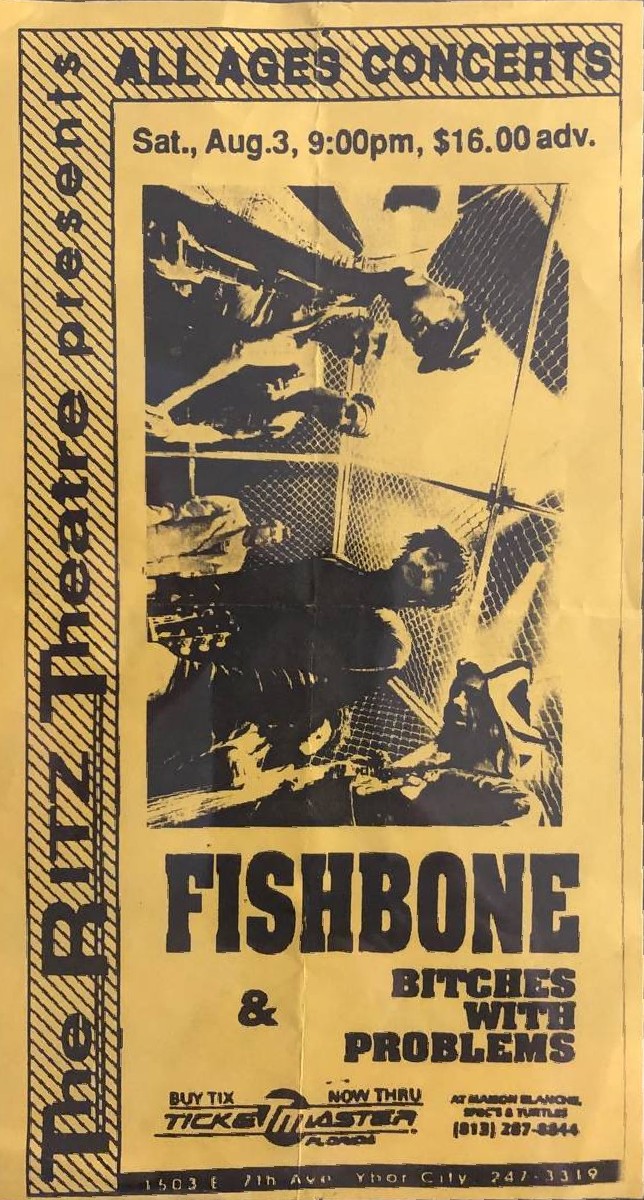 ALL AGES CONCERTS
The RITZ Theatre presents
Sat., Aug.3, 9:00pm, $16.00 adv.
FISHBONE
&
BITCHES
WITH
PROBLEMS
BUY TIX NOW THRU
TICKETMASTER
FLORIDA
AT MAISON BLANCHE,
SPEC'S & TURTLES
(813) 287-8844
1503 E 7th Ave Ybor City 247-3319